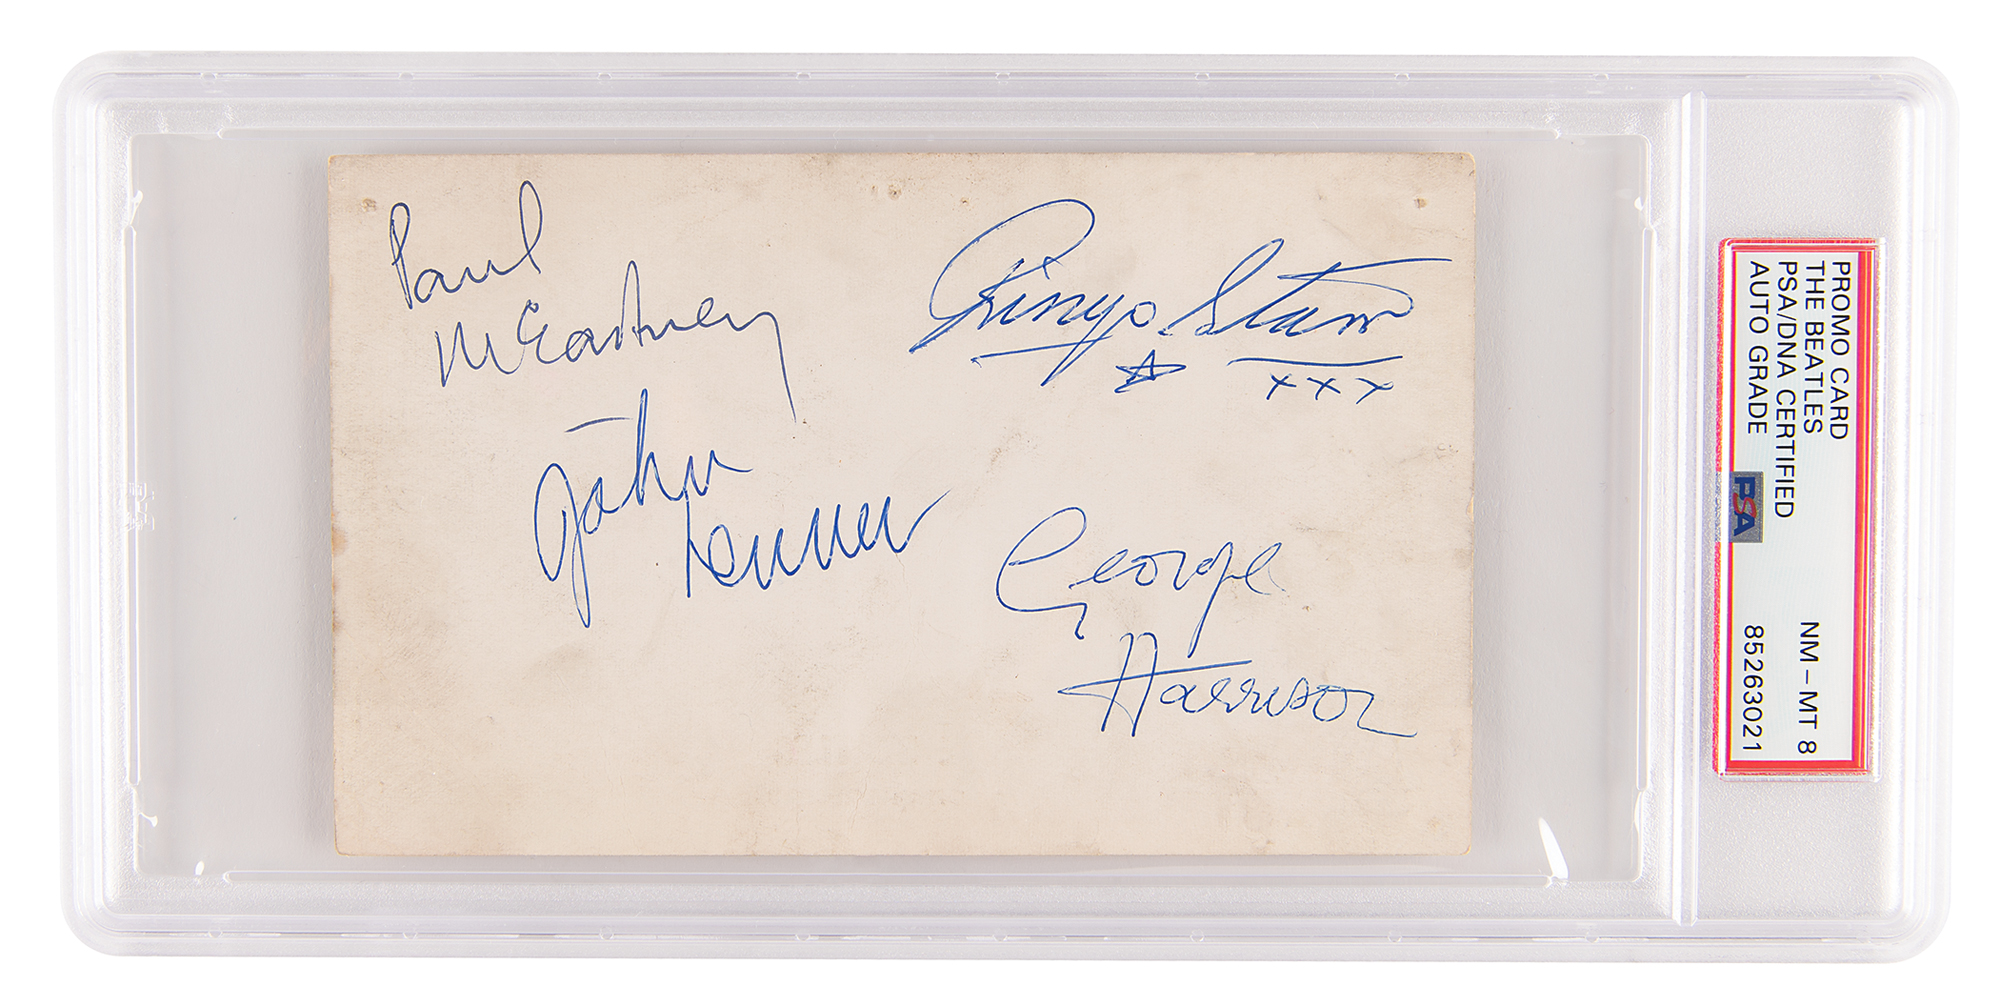 Paul
McCartney
Ringo Starr
xxx
John
Lennon
George
Harrison
PROMO CARD
THE BEATLES
PSA/DNA CERTIFIED
AUTO GRADE
PSA
NM – MT 8
85263021